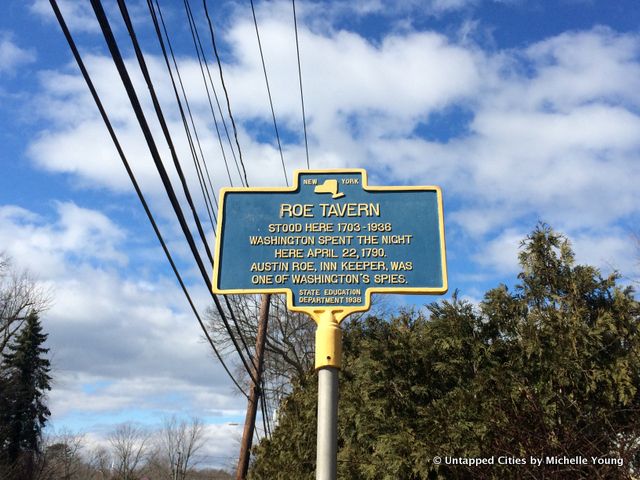 NEW YORK
ROE TAVERN
STOOD HERE 1703-1936
WASHINGTON SPENT THE NIGHT
HERE APRIL 22, 1790.
AUSTIN ROE, INN KEEPER, WAS
ONE OF WASHINGTON'S SPIES.
STATE EDUCATION
DEPARTMENT 1938
© Untapped Cities by Michelle Young